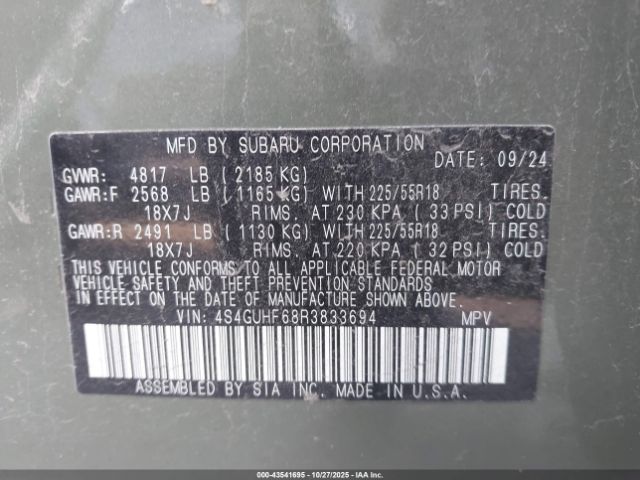 MFD BY SUBARU CORPORATION
DATE: 09/24
GVWR: 4817 LB (2185 KG)
GAWR:F 2568 LB (1165 KG) WITH 225/55R18 TIRES.
18X7J RIMS. AT 230 KPA (33 PSI) COLD
GAWR:R 2491 LB (1130 KG) WITH 225/55R18 TIRES.
18X7J RIMS. AT 220 KPA (32 PSI) COLD
THIS VEHICLE CONFORMS TO ALL APPLICABLE FEDERAL MOTOR
VEHICLE SAFETY AND THEFT PREVENTION STANDARDS
IN EFFECT ON THE DATE OF MANUFACTURE SHOWN ABOVE.
VIN: 4S4GUHF68R3833694 MPV
ASSEMBLED BY SIA INC. MADE IN U.S.A.
000-43541695 | 10/27/2025 | IAA Inc.